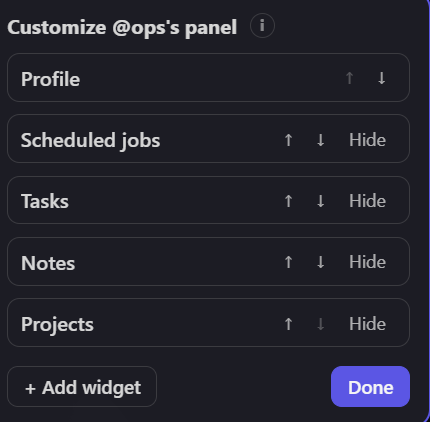 Customize @ops's panel i
Profile ↑ ↓
Scheduled jobs ↑ ↓ Hide
Tasks ↑ ↓ Hide
Notes ↑ ↓ Hide
Projects ↑ ↓ Hide
+ Add widget Done